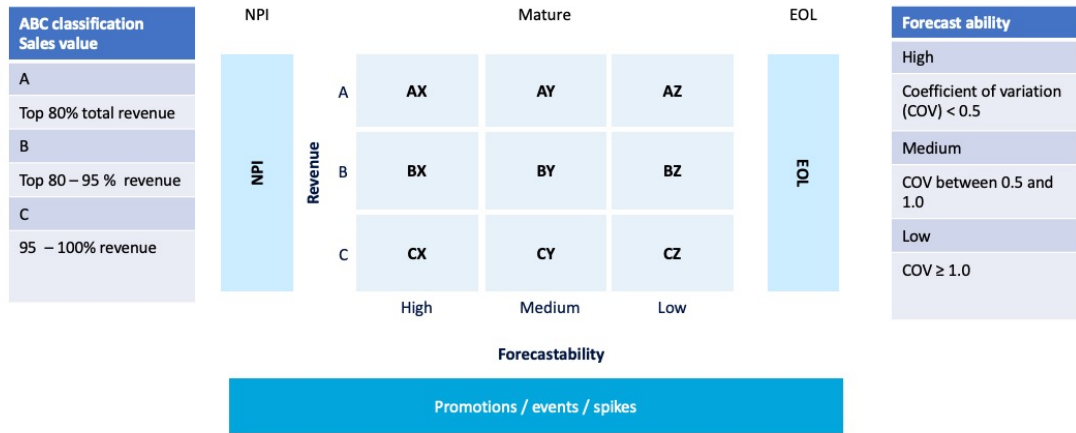 ABC classification
Sales value
A
Top 80% total revenue
B
Top 80 – 95 % revenue
C
95 – 100% revenue
NPI
Mature
EOL
NPI
Revenue
A
AX
AY
AZ
B
BX
BY
BZ
C
CX
CY
CZ
High
Medium
Low
Forecastability
EOL
Promotions / events / spikes
Forecast ability
High
Coefficient of variation
(COV) < 0.5
Medium
COV between 0.5 and
1.0
Low
COV ≥ 1.0